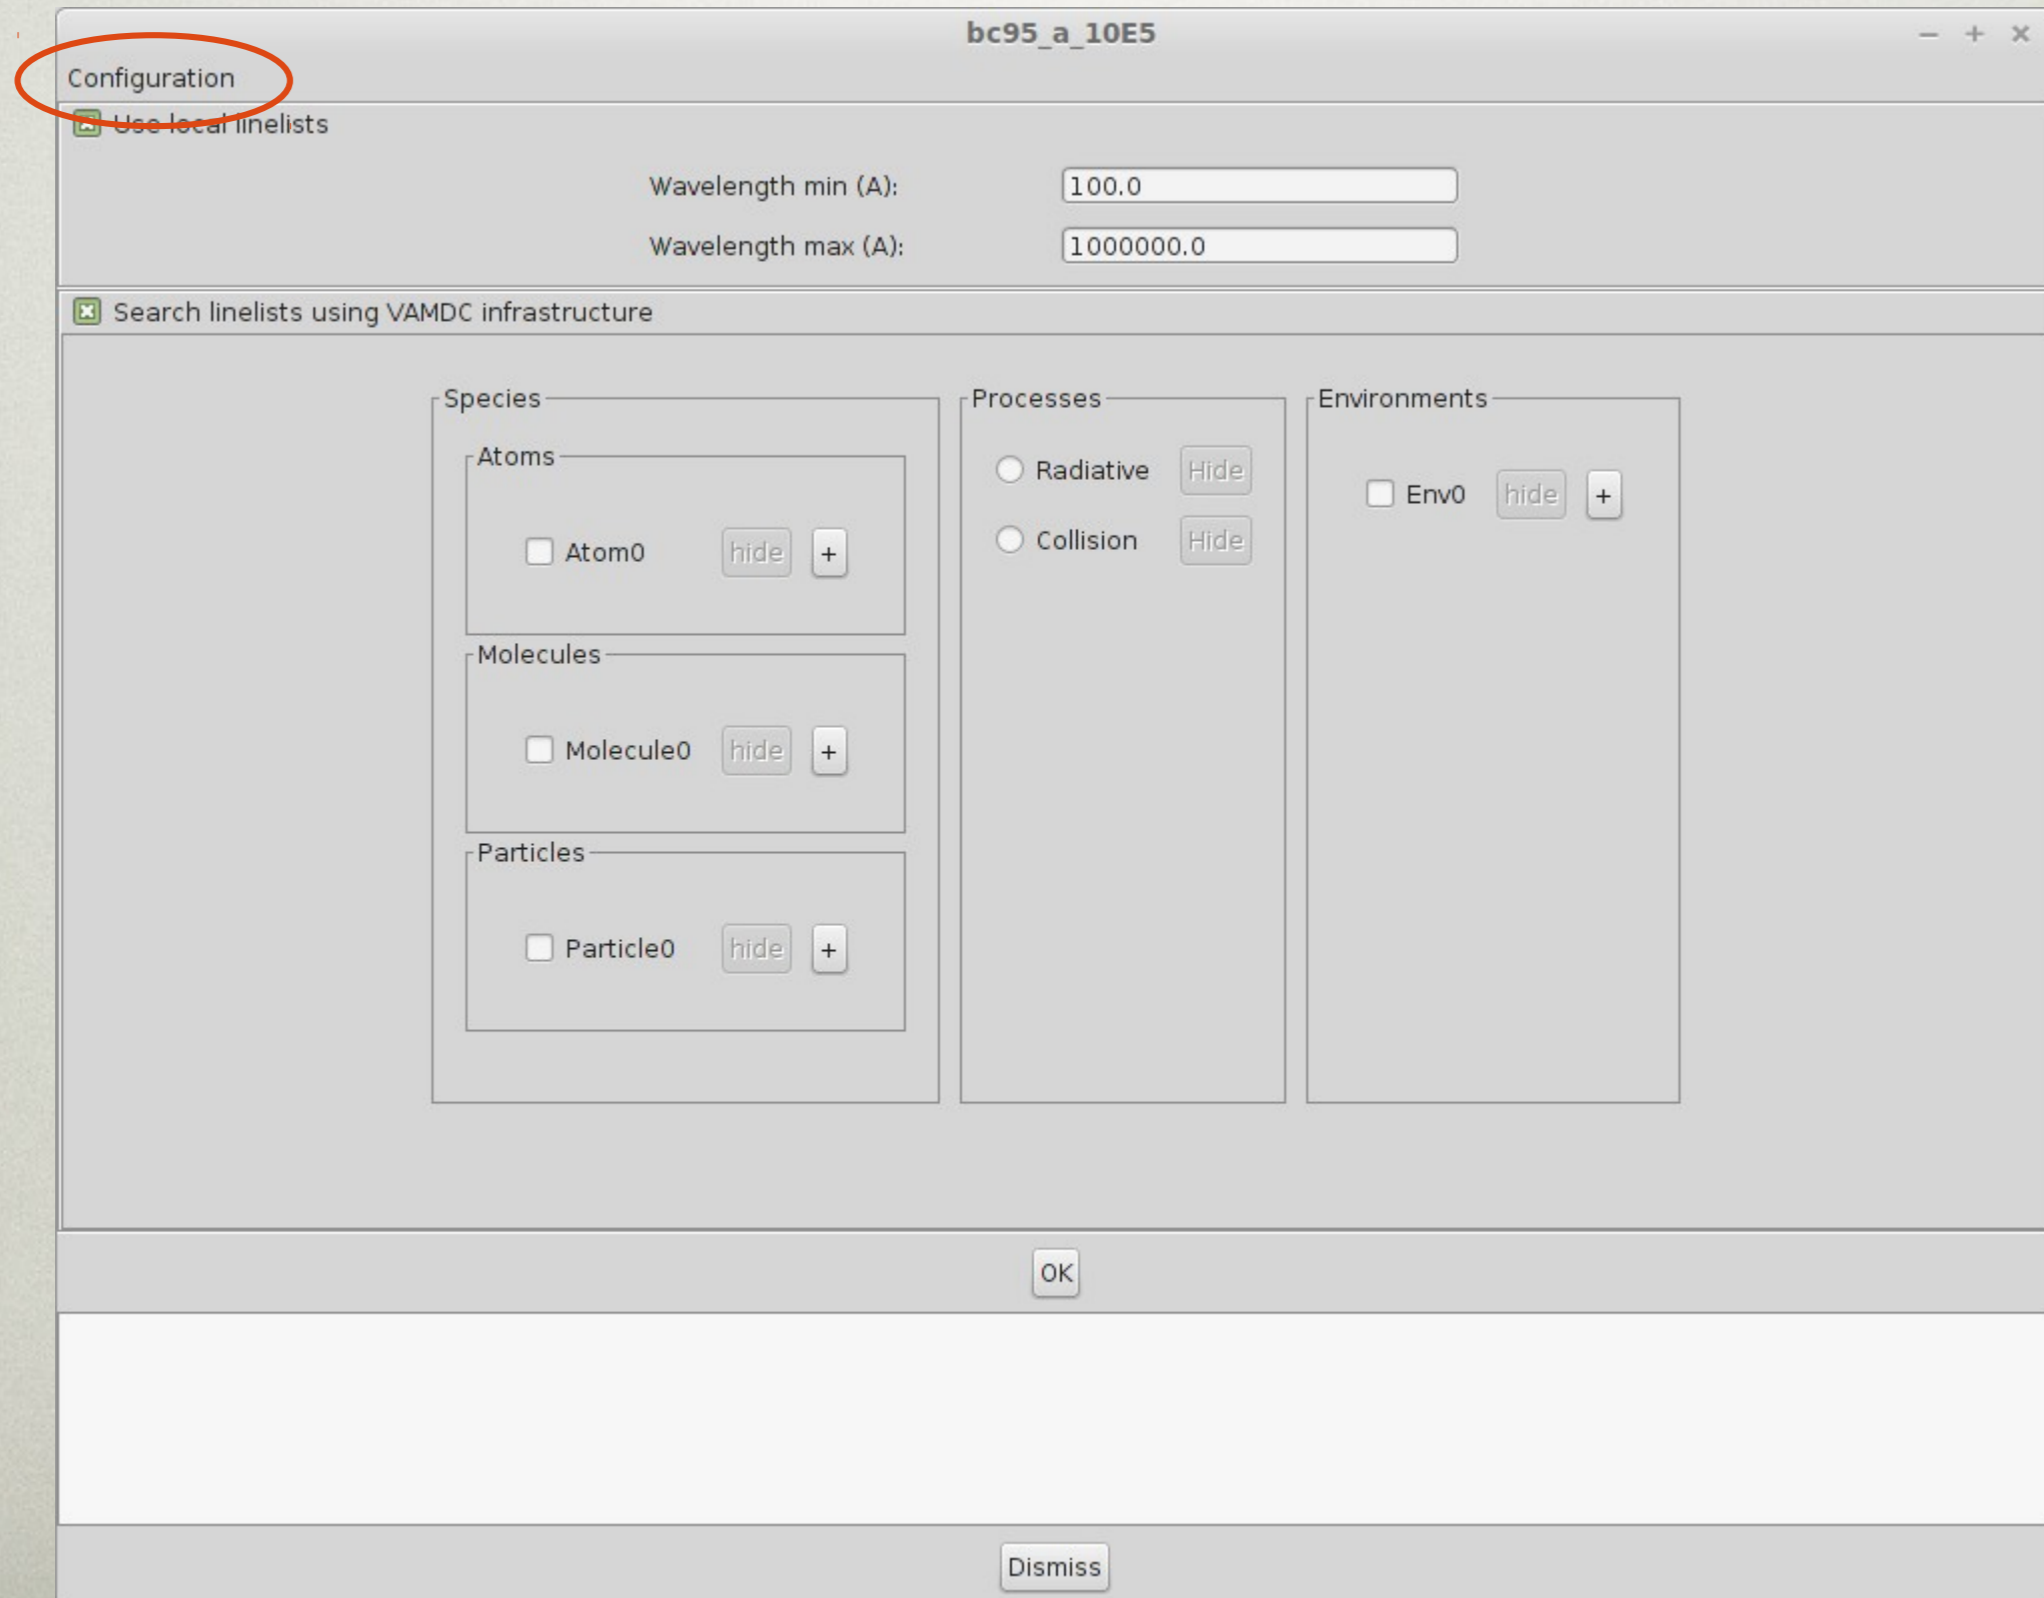 bc95_a_10E5
Configuration
Use local linelists
Wavelength min (A): 100.0
Wavelength max (A): 1000000.0
Search linelists using VAMDC infrastructure
Species
Atoms
Atom0 hide +
Molecules
Molecule0 hide +
Particles
Particle0 hide +
Processes
Radiative Hide
Collision Hide
Environments
Env0 hide +
OK
Dismiss